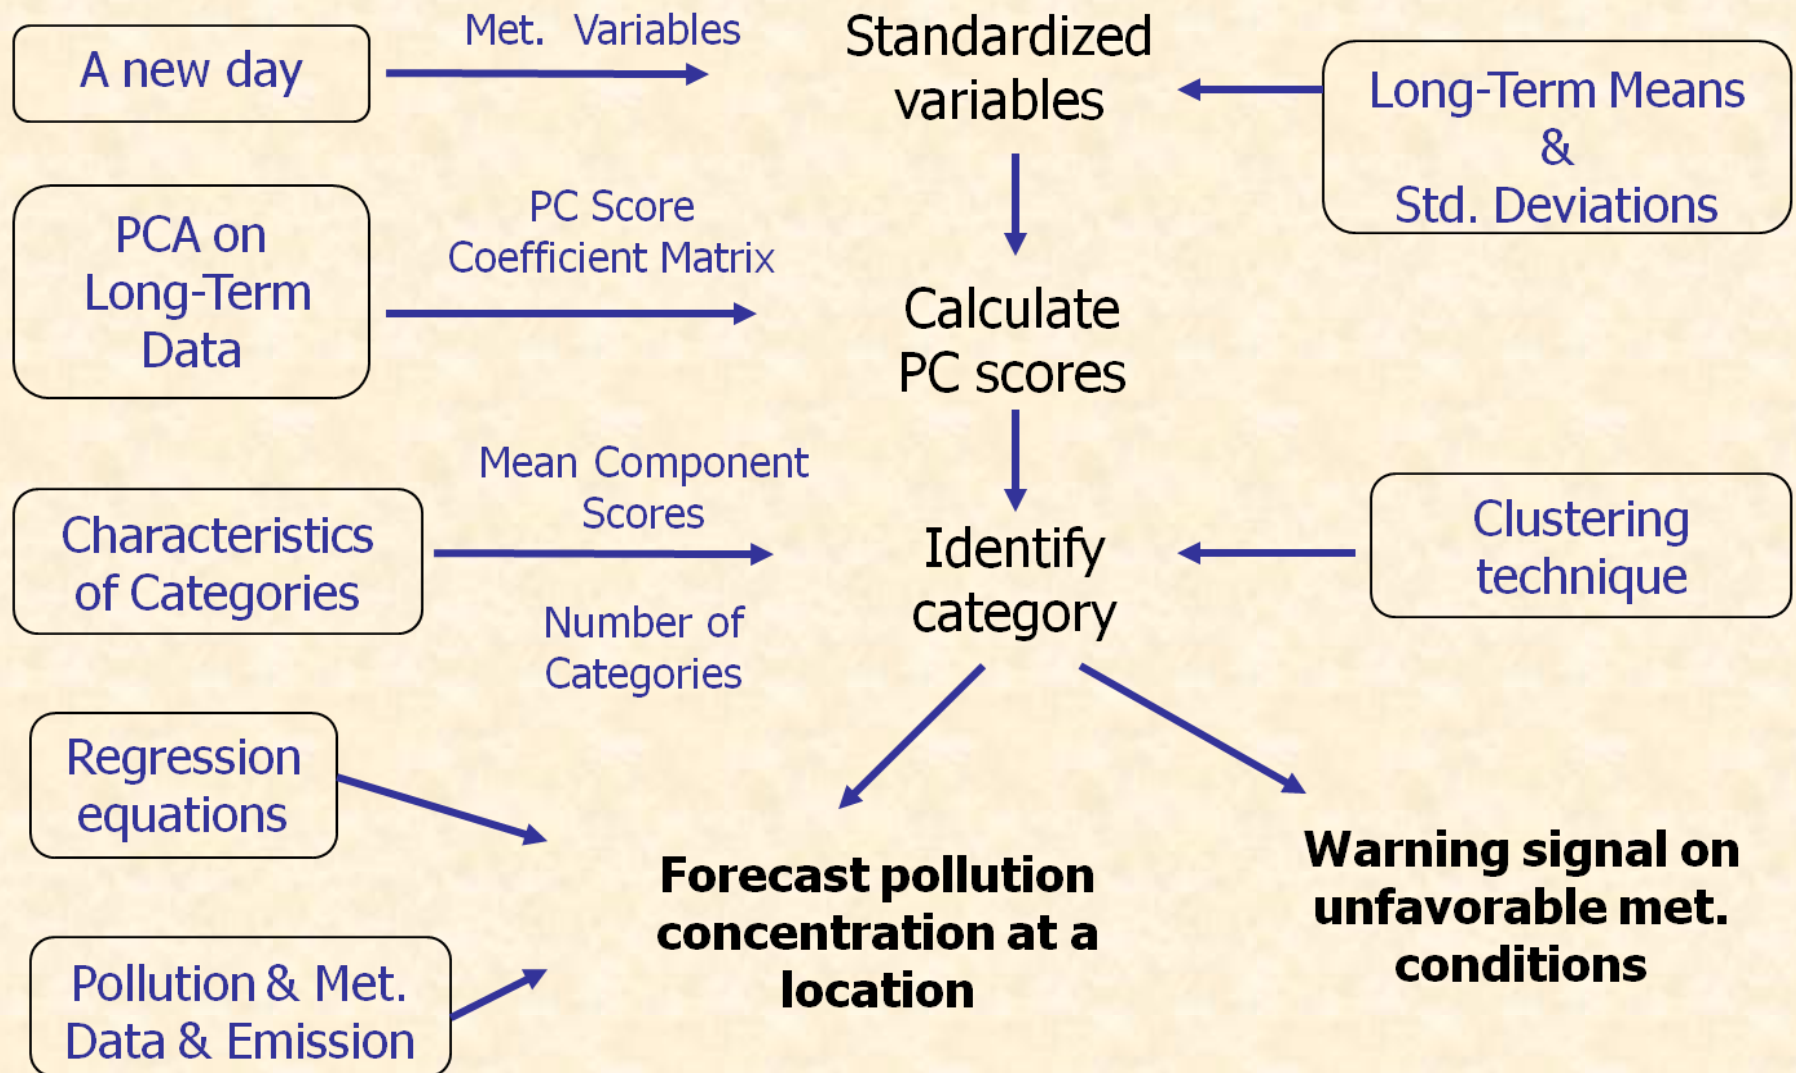 A new day
Met. Variables
Standardized
variables
Long-Term Means
&
Std. Deviations
PCA on
Long-Term
Data
PC Score
Coefficient Matrix
Calculate
PC scores
Characteristics
of Categories
Mean Component
Scores
Number of
Categories
Identify
category
Clustering
technique
Regression
equations
Pollution & Met.
Data & Emission
Forecast pollution
concentration at a
location
Warning signal on
unfavorable met.
conditions